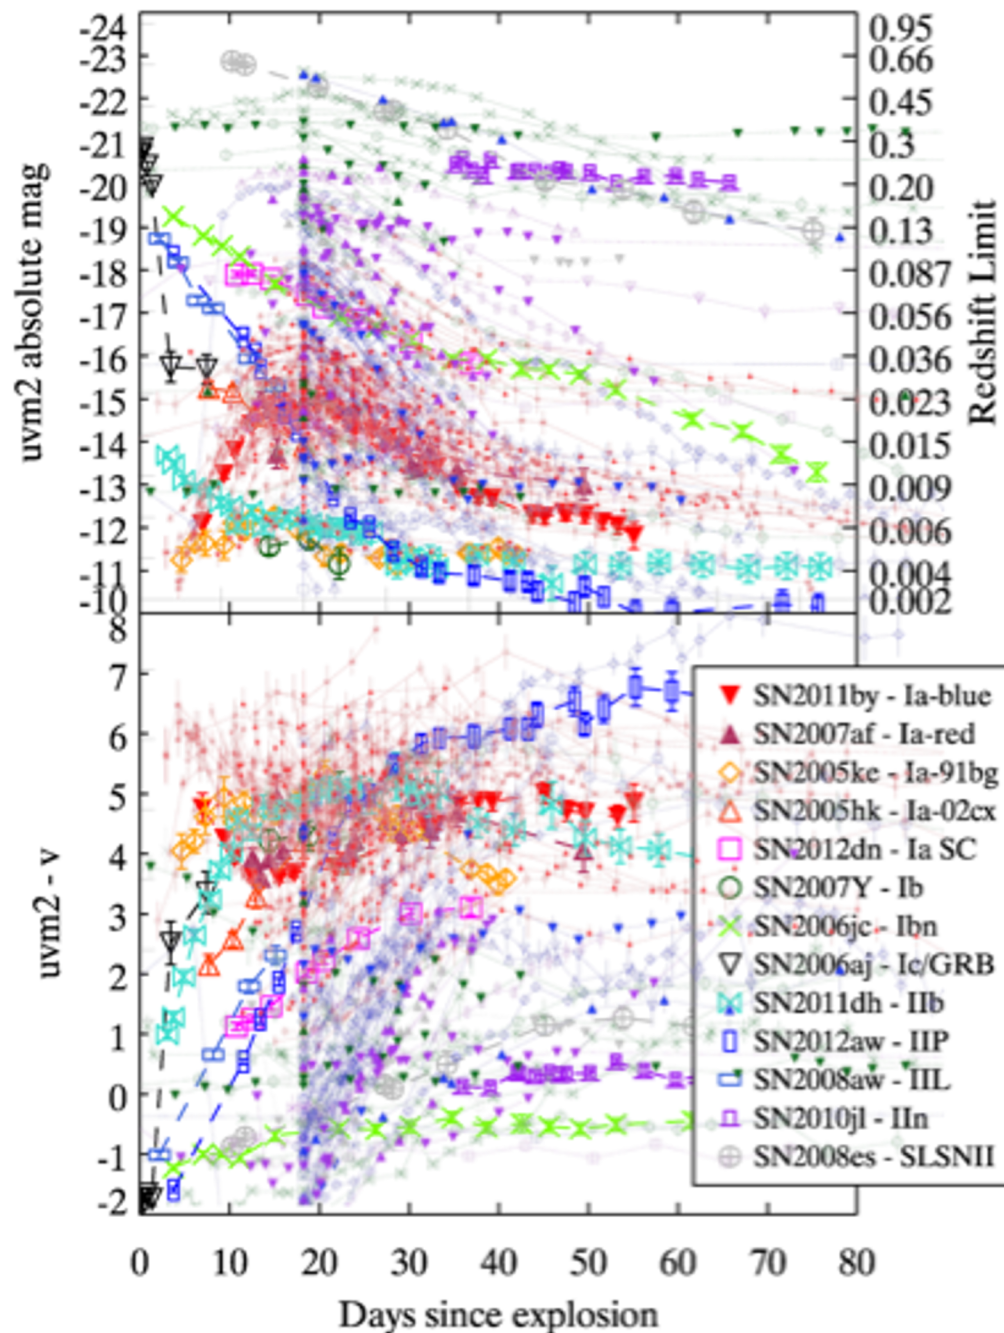 -24
-23
-22
-21
-20
-19
-18
-17
-16
-15
-14
-13
-12
-11
-10
uvm2 absolute mag
0.95
0.66
0.45
0.3
0.20
0.13
0.087
0.056
0.036
0.023
0.015
0.009
0.006
0.004
0.002
Redshift Limit
8
7
6
5
4
3
2
1
0
-1
-2
uvm2 - v
SN2011by - Ia-blue
SN2007af - Ia-red
SN2005ke - Ia-91bg
SN2005hk - Ia-02cx
SN2012dn - Ia SC
SN2007Y - Ib
SN2006jc - Ibn
SN2006aj - Ic/GRB
SN2011dh - IIb
SN2012aw - IIP
SN2008aw - IIL
SN2010jl - IIn
SN2008es - SLSNII
0 10 20 30 40 50 60 70 80
Days since explosion